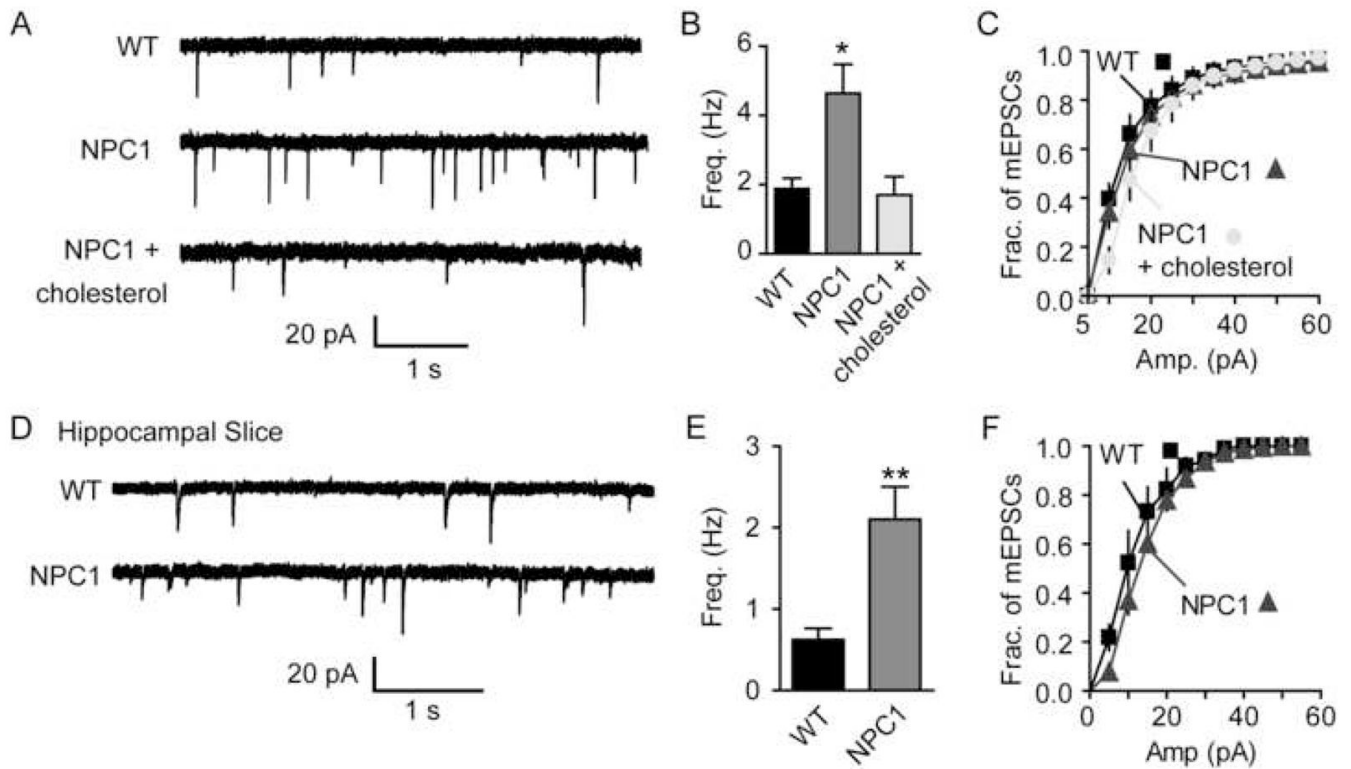 A
WT
NPC1
NPC1 +
cholesterol
20 pA
1 s
B
6
4
2
0
Freq. (Hz)
*
WT
NPC1
NPC1 +
cholesterol
C
1.0
0.8
0.6
0.4
0.2
0.0
Frac. of mEPSCs
WT
NPC1
NPC1
+ cholesterol
5
20
40
60
Amp. (pA)
D Hippocampal Slice
WT
NPC1
20 pA
1 s
E
3
2
1
0
Freq. (Hz)
**
WT
NPC1
F
1.0
0.8
0.6
0.4
0.2
0.0
Frac. of mEPSCs
WT
NPC1
0
20
40
60
Amp (pA)